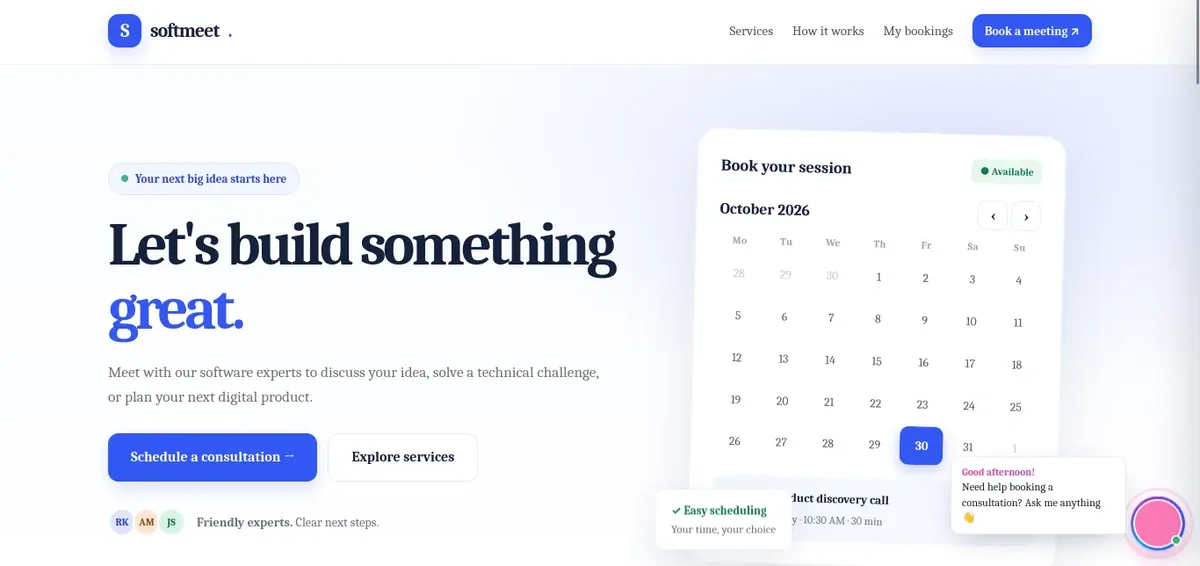 S softmeet .
Services How it works My bookings Book a meeting ↗
Your next big idea starts here
Let's build something
great.
Meet with our software experts to discuss your idea, solve a technical challenge,
or plan your next digital product.
Schedule a consultation → Explore services
RK AM JS Friendly experts. Clear next steps.
Book your session Available
October 2026 ‹ ›
Mo Tu We Th Fr Sa Su
28 29 30 1 2 3 4
5 6 7 8 9 10 11
12 13 14 15 16 17 18
19 20 21 22 23 24 25
26 27 28 29 30 31 1
discovery call
10:30 AM · 30 min
✓ Easy scheduling
Your time, your choice
Good afternoon!
Need help booking a
consultation? Ask me anything
👋